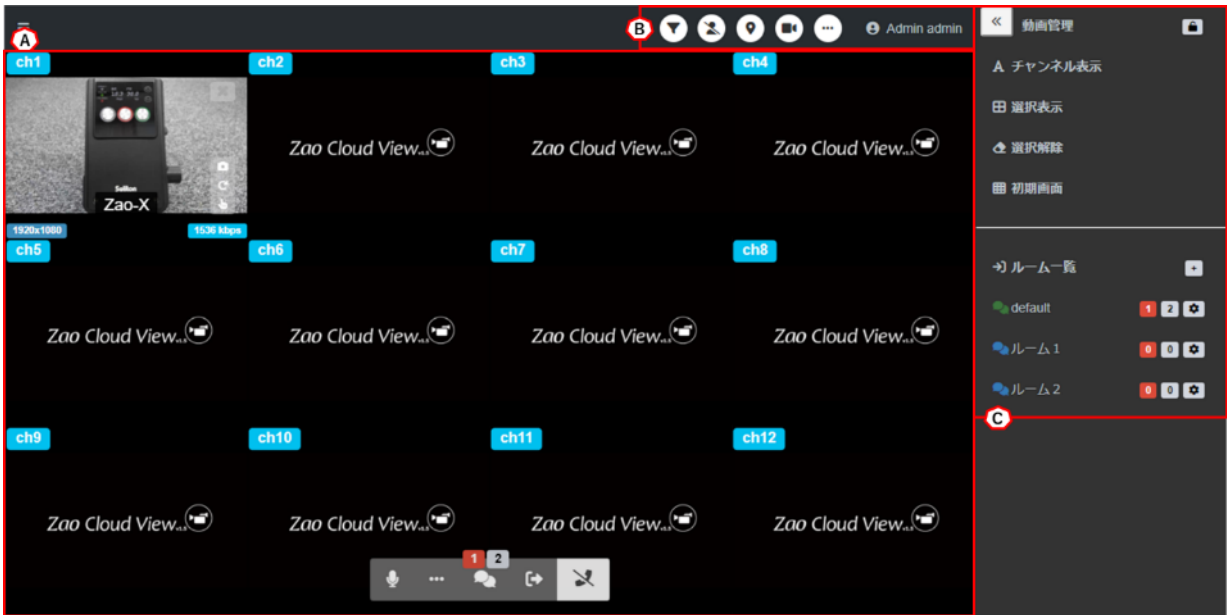 B
Admin admin
動画管理
A
ch1
ch2
ch3
ch4
チャンネル表示
選択表示
選択解除
初期画面
Zao Cloud View
Zao Cloud View
Zao Cloud View
Soliton
Zao-X
1920x1080
1536 kbps
ch5
ch6
ch7
ch8
Zao Cloud View
Zao Cloud View
Zao Cloud View
Zao Cloud View
ルーム一覧 +
default 1 2
ルーム1 0 0
ルーム2 0 0
C
ch9
ch10
ch11
ch12
Zao Cloud View
Zao Cloud View
Zao Cloud View
Zao Cloud View
1 2